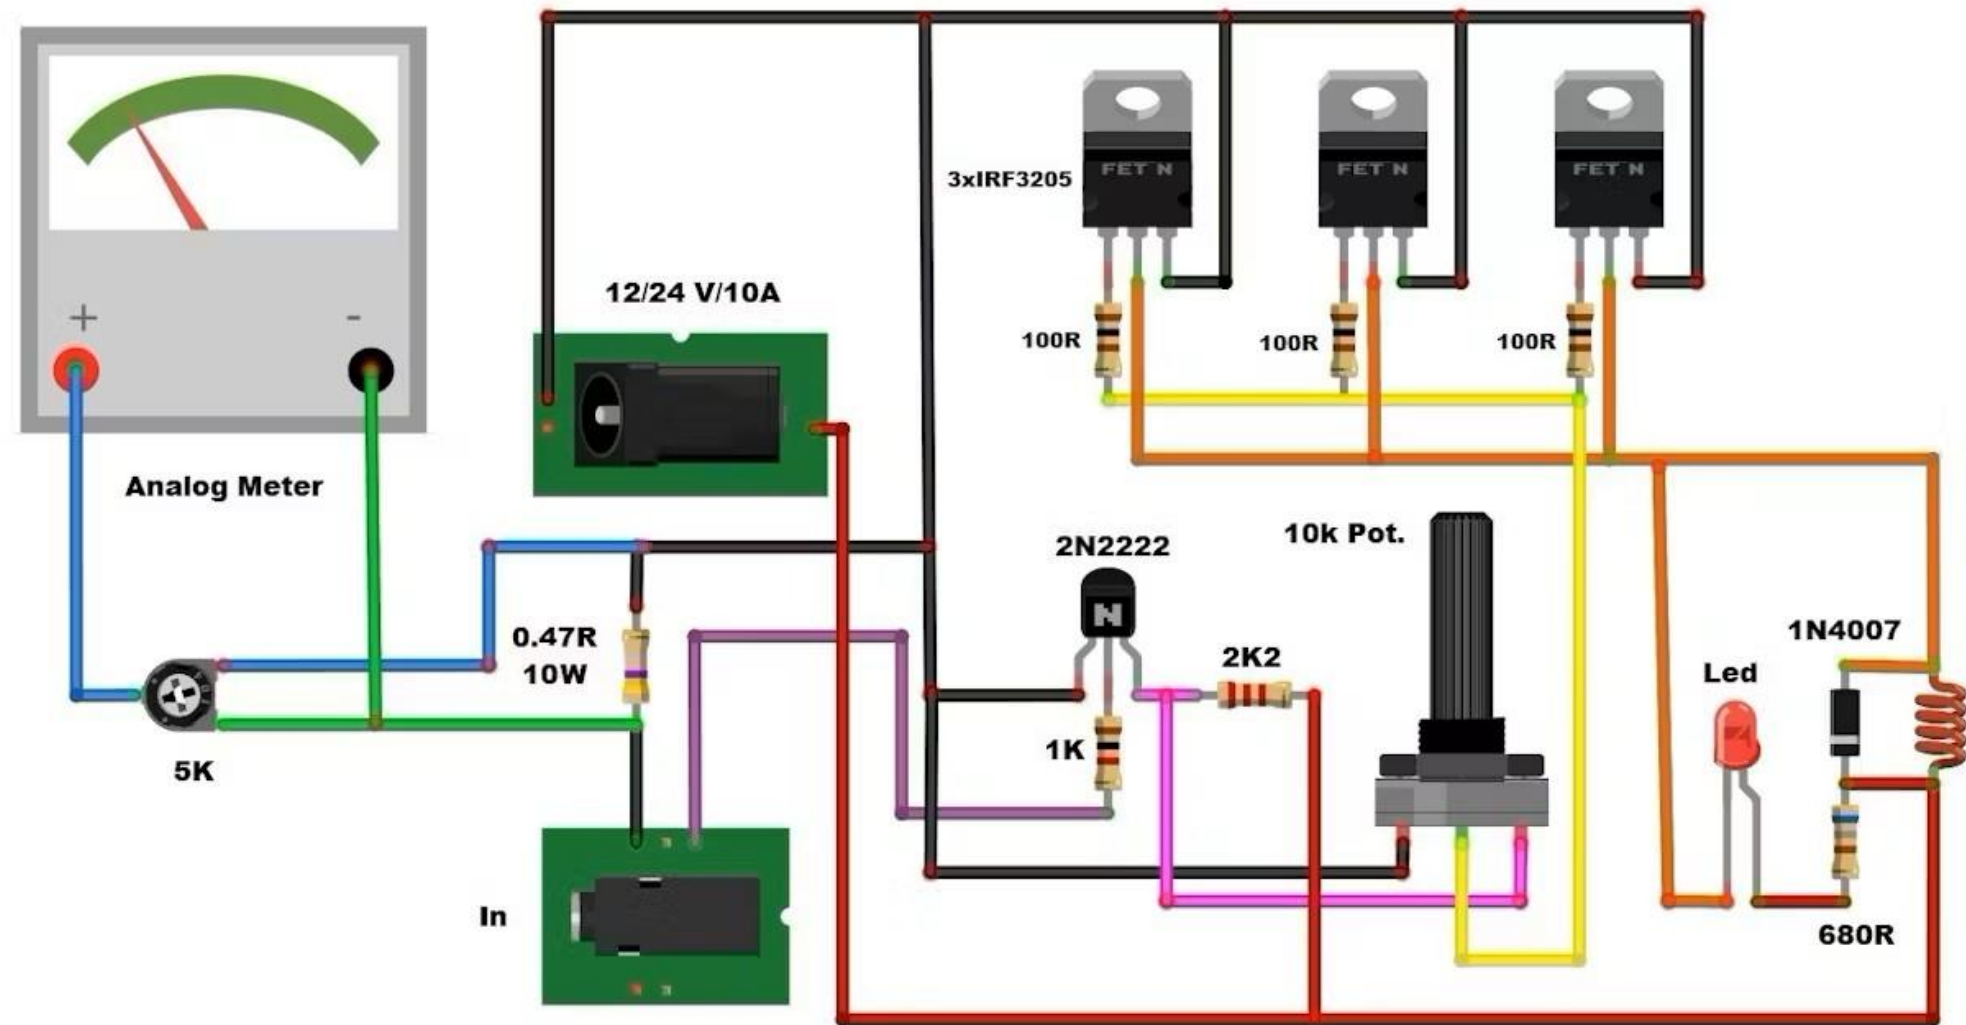 3xIRF3205
FET N
FET N
FET N
12/24 V/10A
+
-
100R
100R
100R
Analog Meter
2N2222
10k Pot.
N
0.47R
10W
2K2
1N4007
Led
5K
1K
In
680R